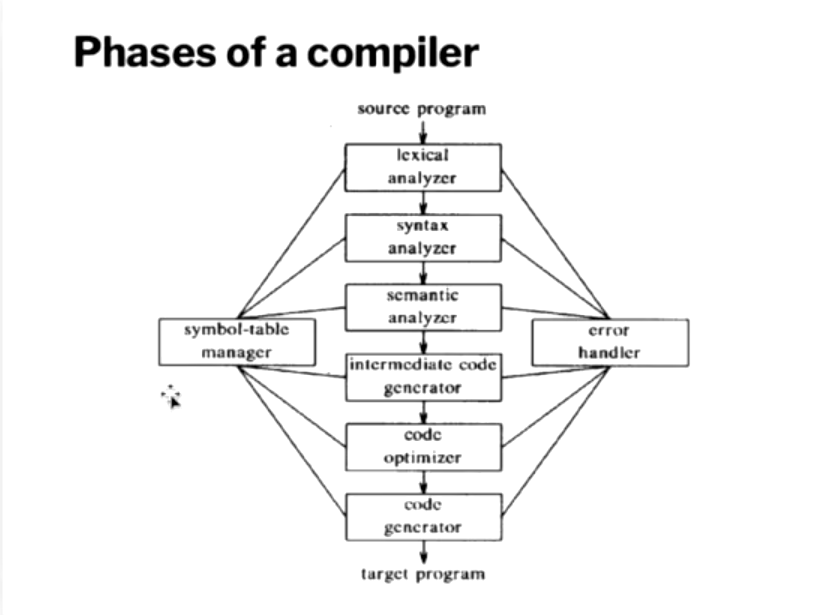 Phases of a compiler
source program
lexical
analyzer
syntax
analyzer
semantic
analyzer
symbol-table
manager
error
handler
intermediate code
generator
code
optimizer
code
generator
target program